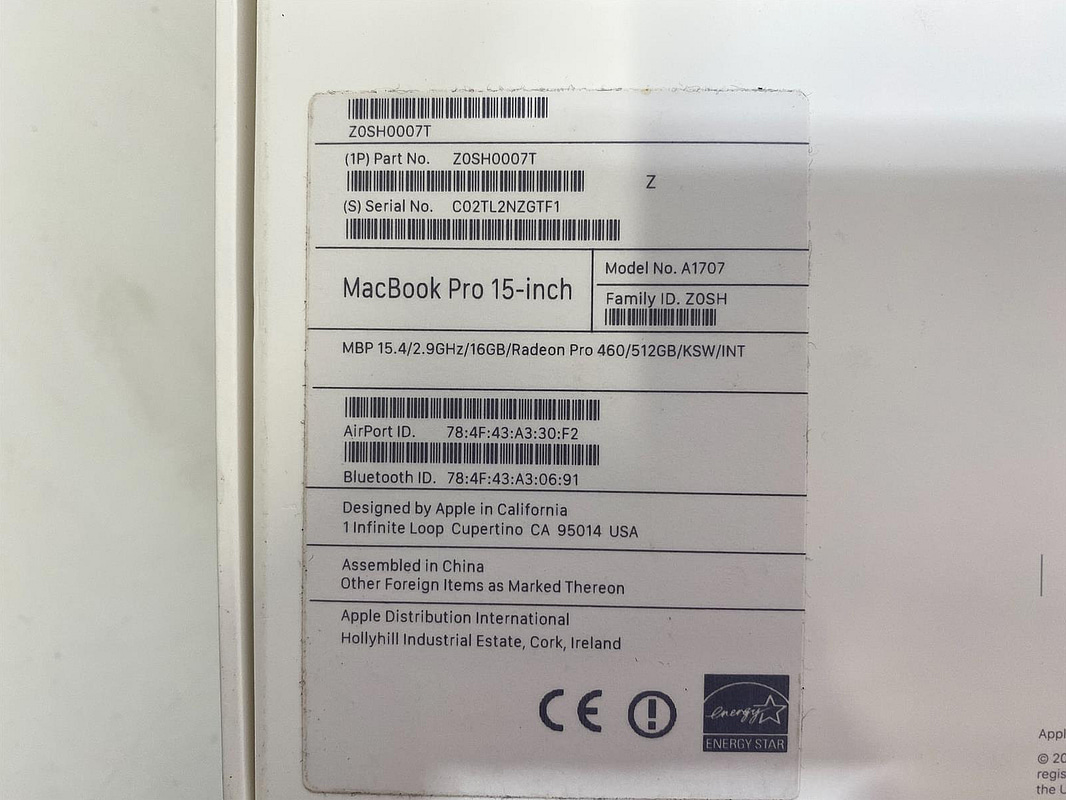 Z0SH0007T
(1P) Part No. Z0SH0007T
Z
(S) Serial No. C02TL2NZGTF1
MacBook Pro 15-inch
Model No. A1707
Family ID. Z0SH
MBP 15.4/2.9GHz/16GB/Radeon Pro 460/512GB/KSW/INT
AirPort ID. 78:4F:43:A3:30:F2
Bluetooth ID. 78:4F:43:A3:06:91
Designed by Apple in California
1 Infinite Loop Cupertino CA 95014 USA
Assembled in China
Other Foreign Items as Marked Thereon
Apple Distribution International
Hollyhill Industrial Estate, Cork, Ireland
CE
energy
ENERGY STAR
the